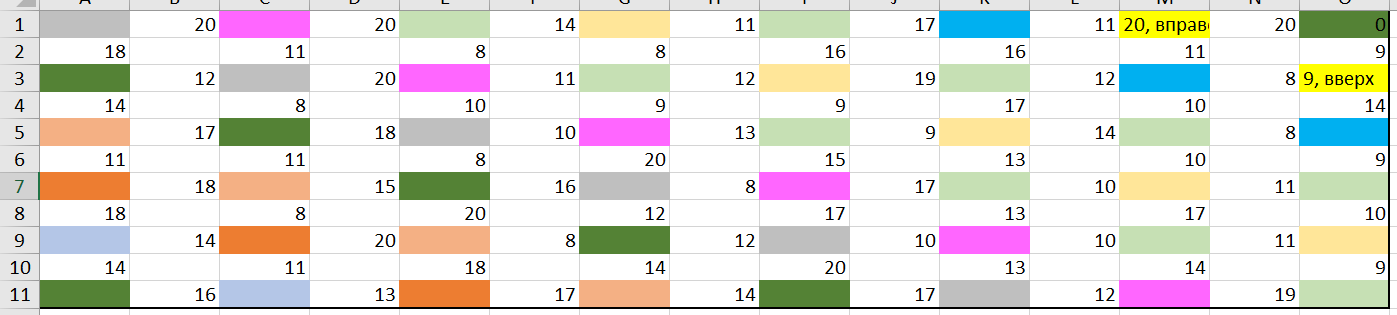 1 20 20 14 11 17 11 20, вправо 20 0
2 18 11 8 8 16 16 11 9
3 12 20 11 12 19 12 8 9, вверх
4 14 8 10 9 9 17 10 14
5 17 18 10 13 9 14 8
6 11 11 8 20 15 13 10 9
7 18 15 16 8 17 10 11
8 18 8 20 12 17 13 17 10
9 14 20 8 12 10 10 11
10 14 11 18 14 20 13 14 9
11 16 13 17 14 17 12 19